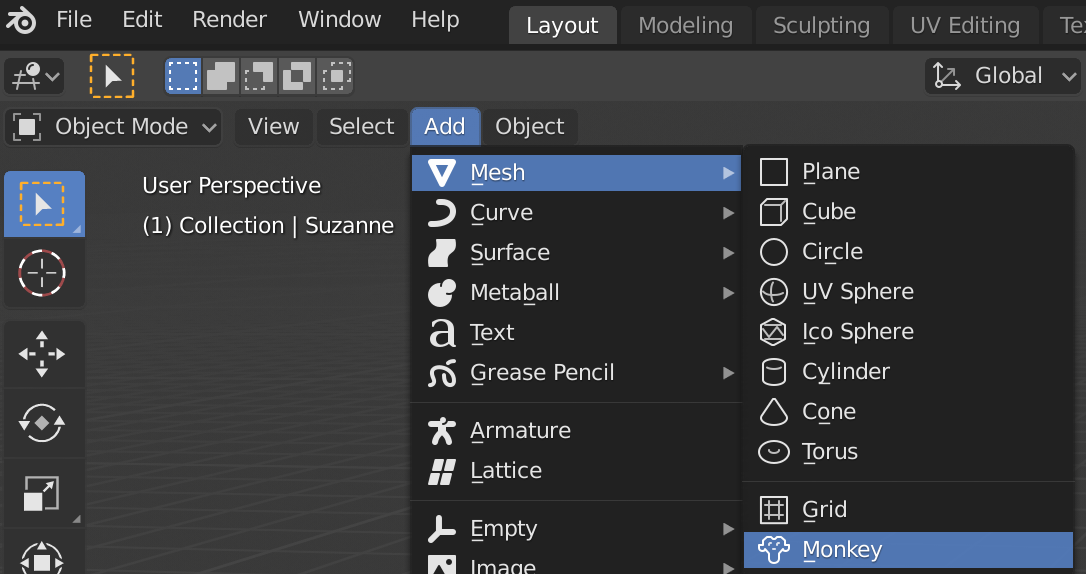 File Edit Render Window Help Layout Modeling Sculpting UV Editing
Global
Object Mode View Select Add Object
User Perspective
(1) Collection | Suzanne
Mesh
Curve
Surface
Metaball
Text
Grease Pencil
Armature
Lattice
Empty
Image
Plane
Cube
Circle
UV Sphere
Ico Sphere
Cylinder
Cone
Torus
Grid
Monkey